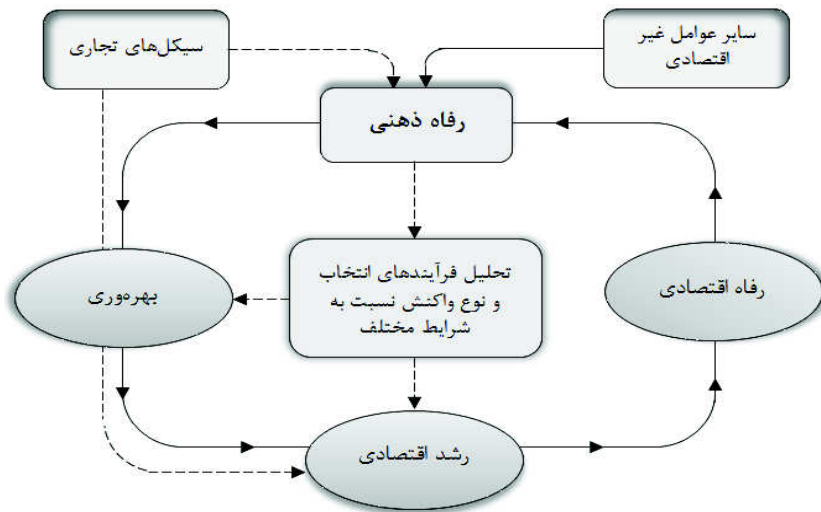 سایر عوامل غیر
اقتصادی
سیکل‌های تجاری
رفاه ذهنی
تحلیل فرآیندهای انتخاب
و نوع واکنش نسبت به
شرایط مختلف
رفاه اقتصادی
بهره‌وری
رشد اقتصادی